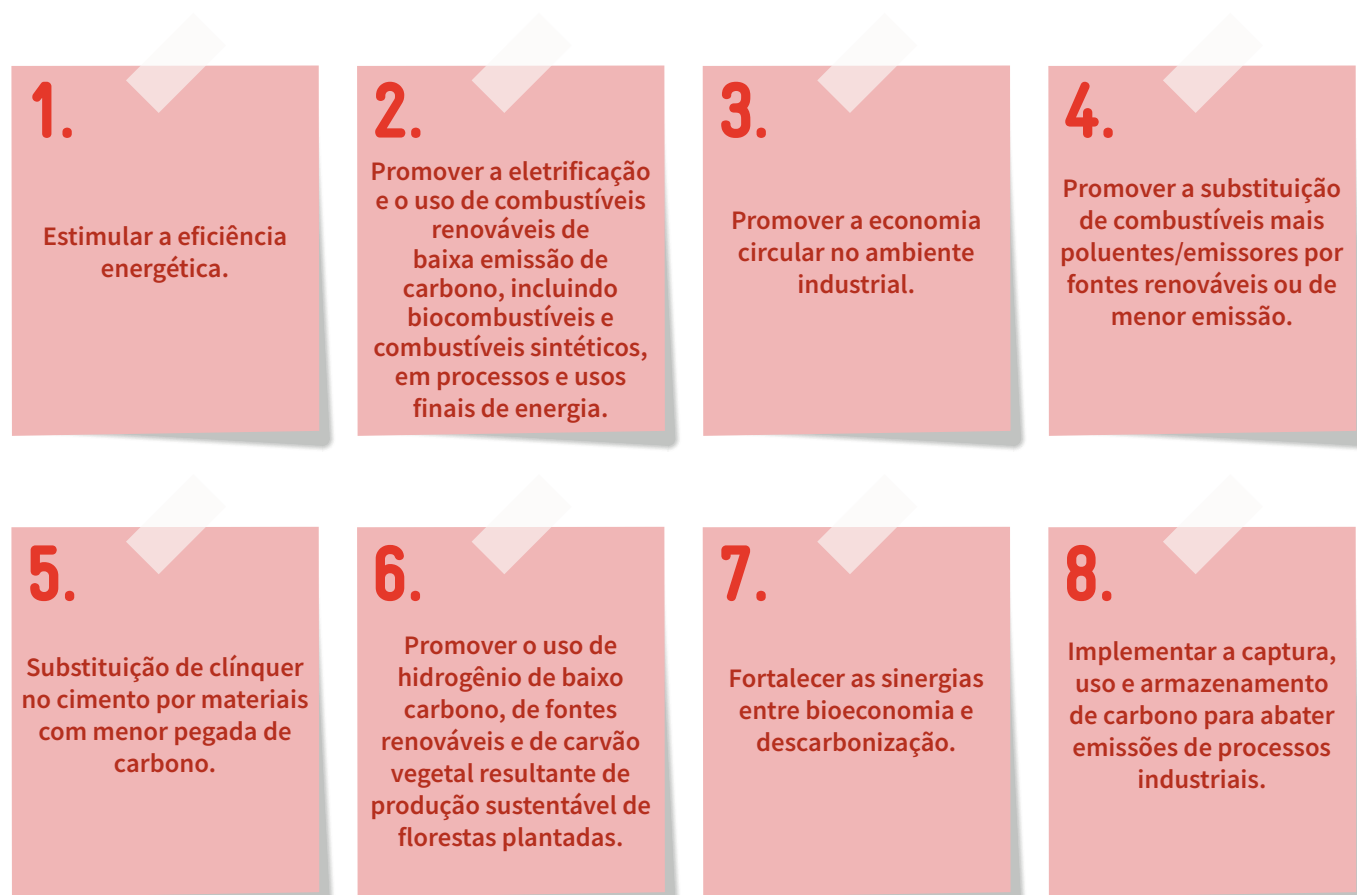 1.
Estimular a eficiência
energética.
2.
Promover a eletrificação
e o uso de combustíveis
renováveis de
baixa emissão de
carbono, incluindo
biocombustíveis e
combustíveis sintéticos,
em processos e usos
finais de energia.
3.
Promover a economia
circular no ambiente
industrial.
4.
Promover a substituição
de combustíveis mais
poluentes/emissores por
fontes renováveis ou de
menor emissão.
5.
Substituição de clínquer
no cimento por materiais
com menor pegada de
carbono.
6.
Promover o uso de
hidrogênio de baixo
carbono, de fontes
renováveis e de carvão
vegetal resultante de
produção sustentável de
florestas plantadas.
7.
Fortalecer as sinergias
entre bioeconomia e
descarbonização.
8.
Implementar a captura,
uso e armazenamento
de carbono para abater
emissões de processos
industriais.